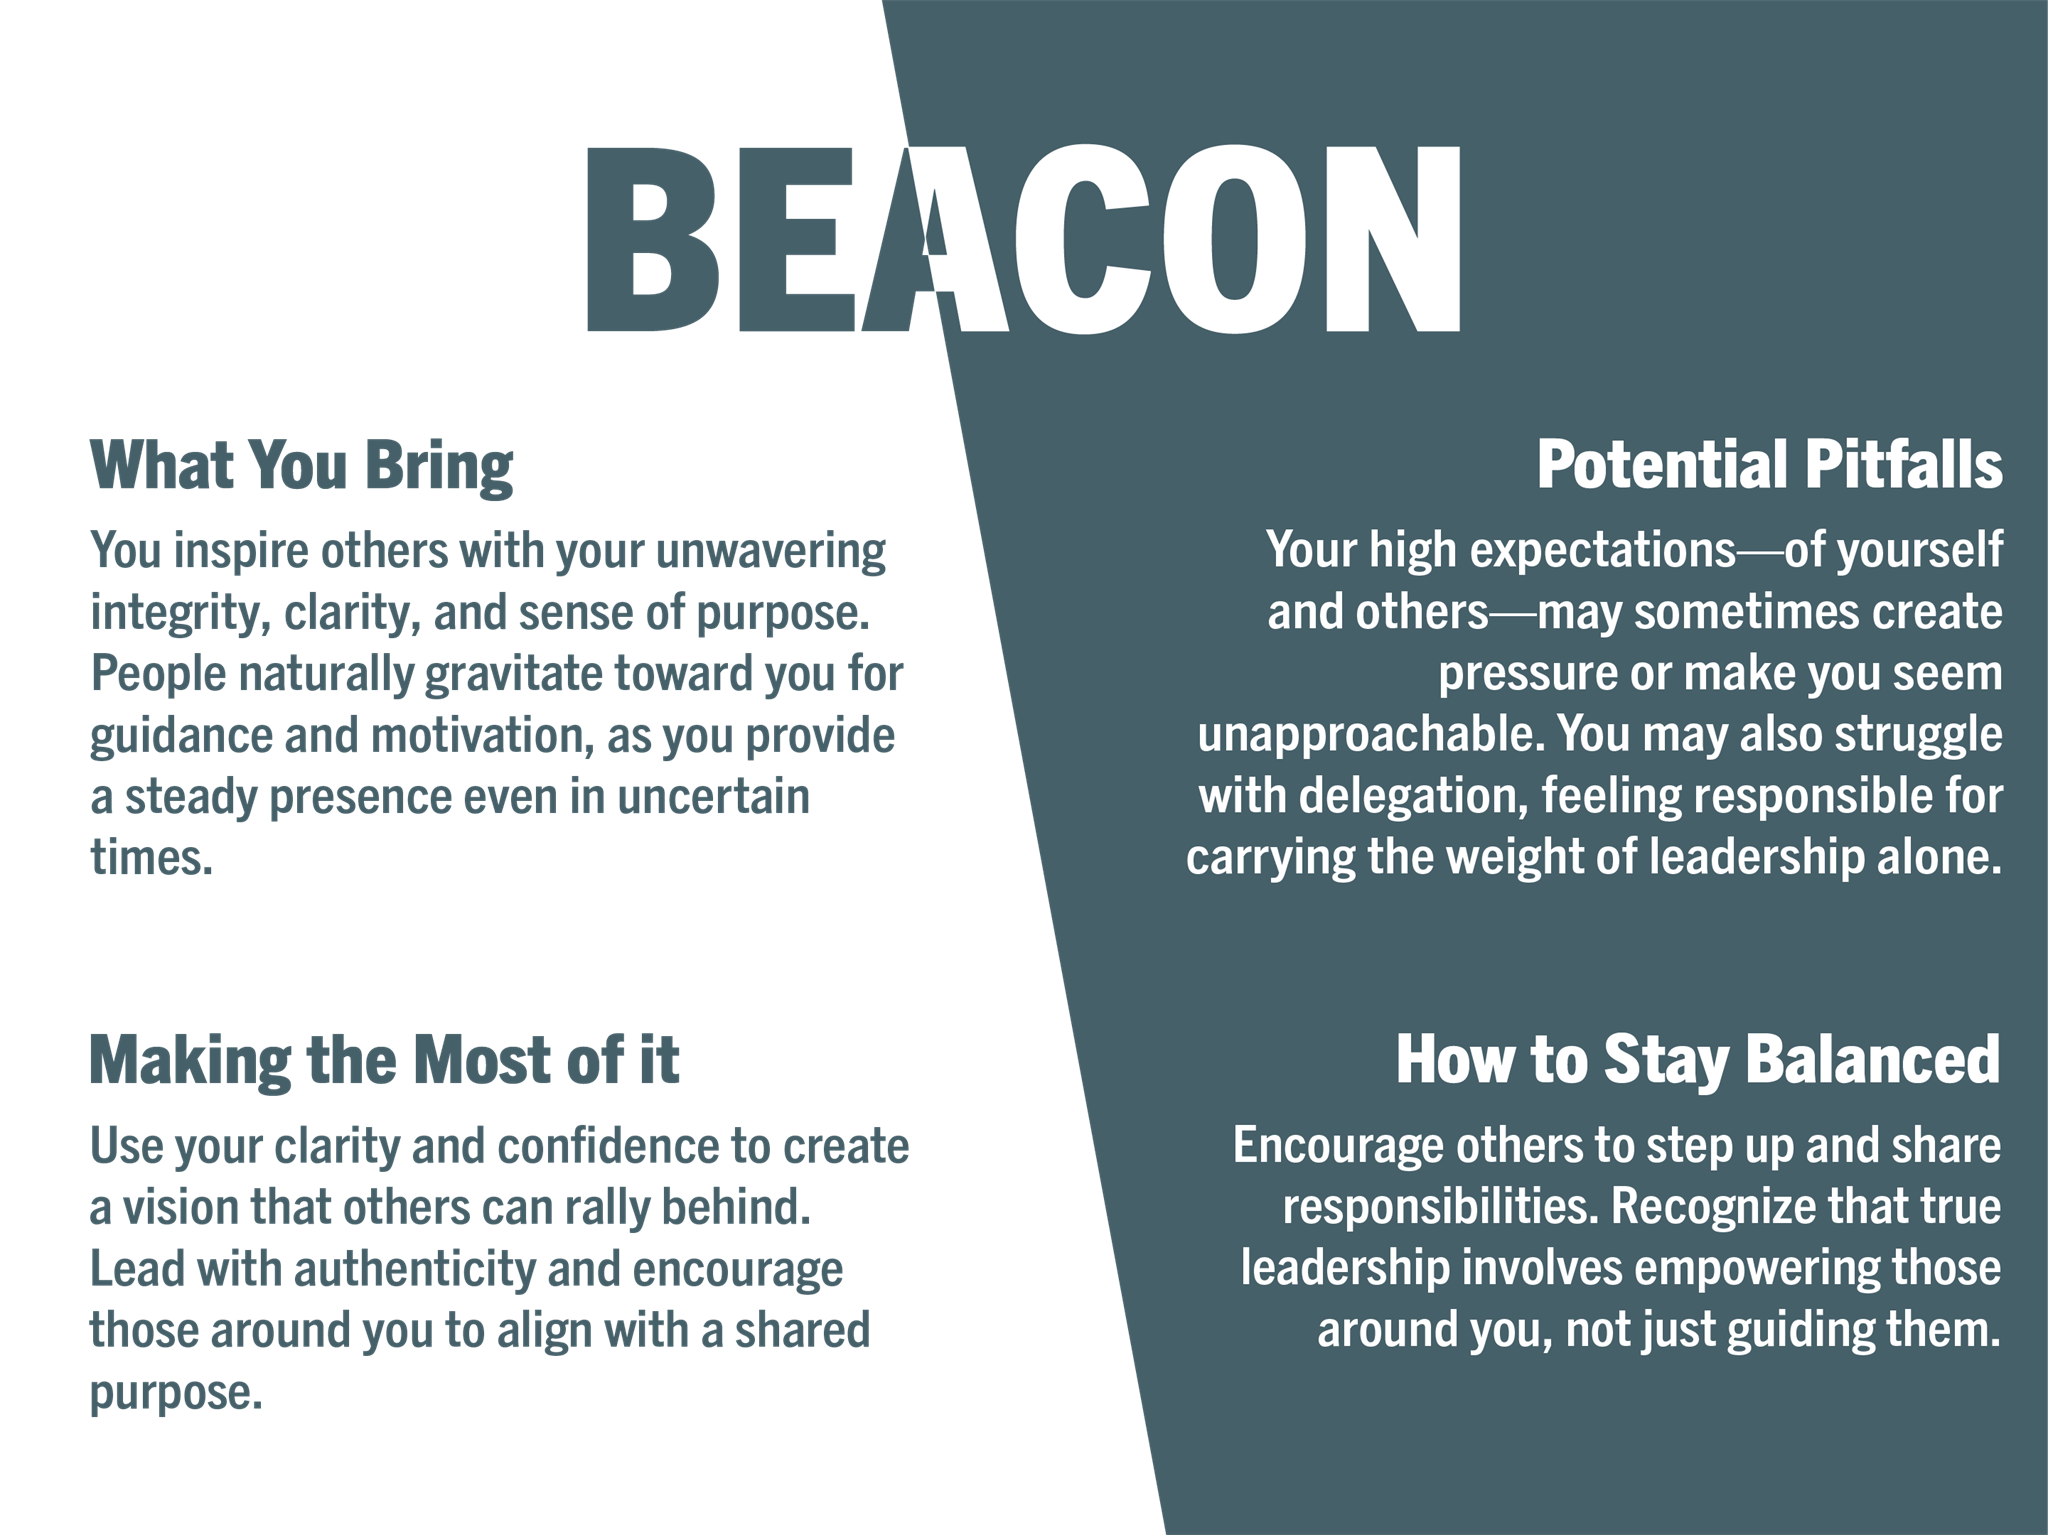 BEACON
What You Bring
You inspire others with your unwavering
integrity, clarity, and sense of purpose.
People naturally gravitate toward you for
guidance and motivation, as you provide
a steady presence even in uncertain
times.
Potential Pitfalls
Your high expectations—of yourself
and others—may sometimes create
pressure or make you seem
unapproachable. You may also struggle
with delegation, feeling responsible for
carrying the weight of leadership alone.
Making the Most of it
Use your clarity and confidence to create
a vision that others can rally behind.
Lead with authenticity and encourage
those around you to align with a shared
purpose.
How to Stay Balanced
Encourage others to step up and share
responsibilities. Recognize that true
leadership involves empowering those
around you, not just guiding them.